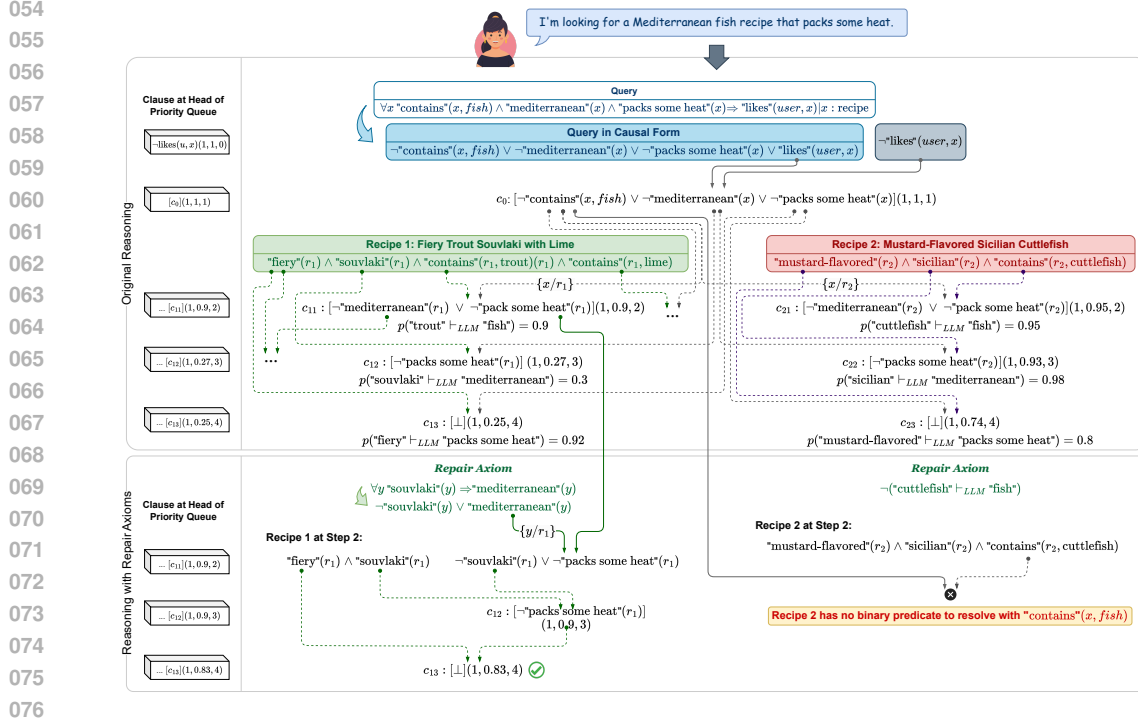 054
055
056
057
058
059
060
061
062
063
064
065
066
067
068
069
070
071
072
073
074
075
076
I'm looking for a Mediterranean fish recipe that packs some heat.
Original Reasoning
Clause at Head of
Priority Queue
¬likes(u, x)(1, 1, 0)
[c₀](1, 1, 1)
... [c₁₁](1, 0.9, 2)
... [c₁₂](1, 0.27, 3)
... [c₁₃](1, 0.25, 4)
Query
∀x "contains"(x, fish) ∧ "mediterranean"(x) ∧ "packs some heat"(x)⇒ "likes"(user, x)|x : recipe
Query in Causal Form
¬"contains"(x, fish) ∨ ¬"mediterranean"(x) ∨ ¬"packs some heat"(x) ∨ "likes"(user, x)
¬"likes"(user, x)
c₀: [¬"contains"(x, fish) ∨ ¬"mediterranean"(x) ∨ ¬"packs some heat"(x)](1, 1, 1)
Recipe 1: Fiery Trout Souvlaki with Lime
"fiery"(r₁) ∧ "souvlaki"(r₁) ∧ "contains"(r₁, trout)(r₁) ∧ "contains"(r₁, lime)
{x/r₁}
c₁₁ : [¬"mediterranean"(r₁) ∨ ¬"pack some heat"(r₁)](1, 0.9, 2)
p("trout" ⊢LLM "fish") = 0.9
...
...
c₁₂ : [¬"packs some heat"(r₁)] (1, 0.27, 3)
p("souvlaki" ⊢LLM "mediterranean") = 0.3
c₁₃ : [⊥](1, 0.25, 4)
p("fiery" ⊢LLM "packs some heat") = 0.92
Recipe 2: Mustard-Flavored Sicilian Cuttlefish
"mustard-flavored"(r₂) ∧ "sicilian"(r₂) ∧ "contains"(r₂, cuttlefish)
{x/r₂}
c₂₁ : [¬"mediterranean"(r₂) ∨ ¬"pack some heat"(r₂)](1, 0.95, 2)
p("cuttlefish" ⊢LLM "fish") = 0.95
c₂₂ : [¬"packs some heat"(r₂)](1, 0.93, 3)
p("sicilian" ⊢LLM "mediterranean") = 0.98
c₂₃ : [⊥](1, 0.74, 4)
p("mustard-flavored" ⊢LLM "packs some heat") = 0.8
Reasoning with Repair Axioms
Clause at Head of
Priority Queue
... [c₁₁](1, 0.9, 2)
... [c₁₂](1, 0.9, 3)
... [c₁₃](1, 0.83, 4)
Repair Axiom
∀y "souvlaki"(y) ⇒"mediterranean"(y)
¬"souvlaki"(y) ∨ "mediterranean"(y)
{y/r₁}
Recipe 1 at Step 2:
"fiery"(r₁) ∧ "souvlaki"(r₁)
¬"souvlaki"(r₁) ∨ ¬"packs some heat"(r₁)
c₁₂ : [¬"packs some heat"(r₁)]
(1, 0.9, 3)
c₁₃ : [⊥](1, 0.83, 4)
Repair Axiom
¬("cuttlefish" ⊢LLM "fish")
Recipe 2 at Step 2:
"mustard-flavored"(r₂) ∧ "sicilian"(r₂) ∧ "contains"(r₂, cuttlefish)
Recipe 2 has no binary predicate to resolve with "contains"(x, fish)